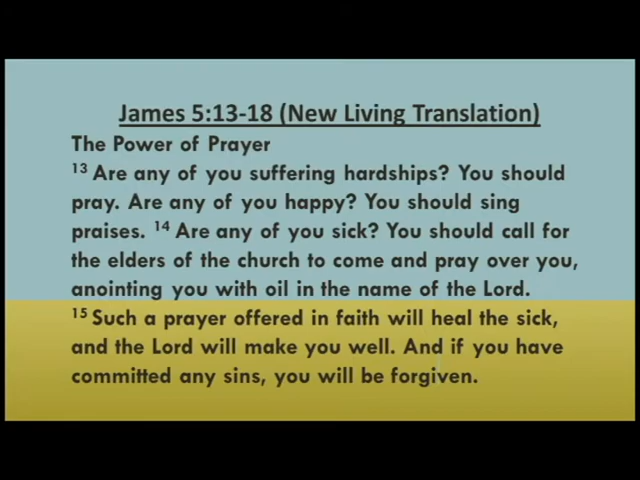 James 5:13-18 (New Living Translation)
The Power of Prayer
¹³ Are any of you suffering hardships? You should
pray. Are any of you happy? You should sing
praises. ¹⁴ Are any of you sick? You should call for
the elders of the church to come and pray over you,
anointing you with oil in the name of the Lord.
¹⁵ Such a prayer offered in faith will heal the sick,
and the Lord will make you well. And if you have
committed any sins, you will be forgiven.